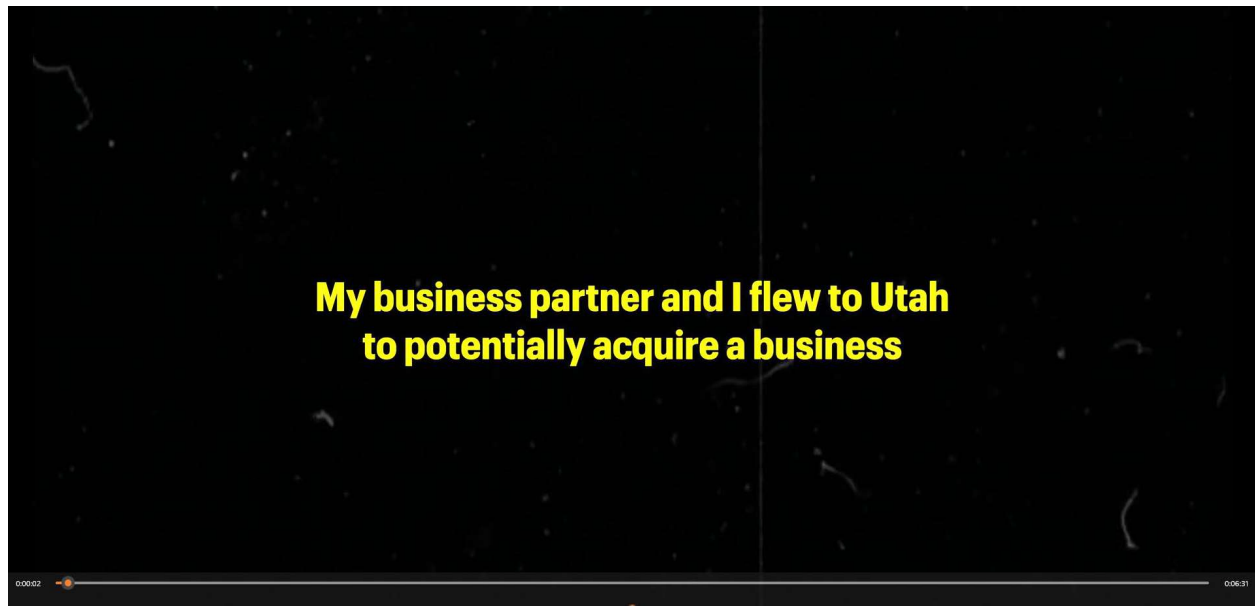 My business partner and I flew to Utah
to potentially acquire a business
0:00:02
0:06:31